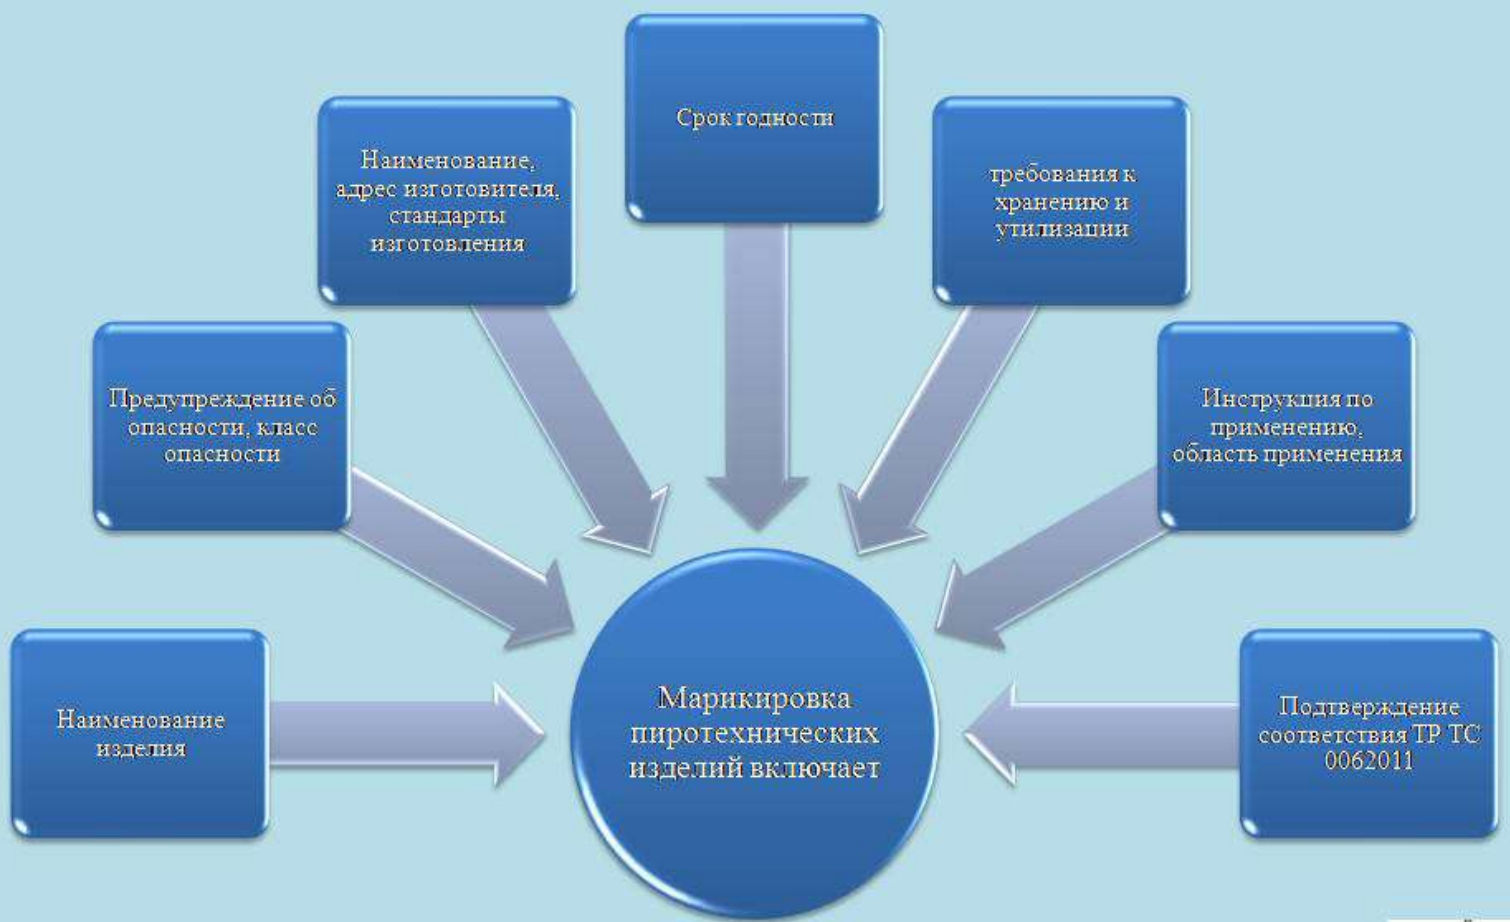 Срок годности
Наименование,
адрес изготовителя,
стандарты
изготовления
требования к
хранению и
утилизации
Предупреждение об
опасности, класс
опасности
Инструкция по
применению,
область применения
Наименование
изделия
Марикировка
пиротехнических
изделий включает
Подтверждение
соответствия ТР ТС
0062011